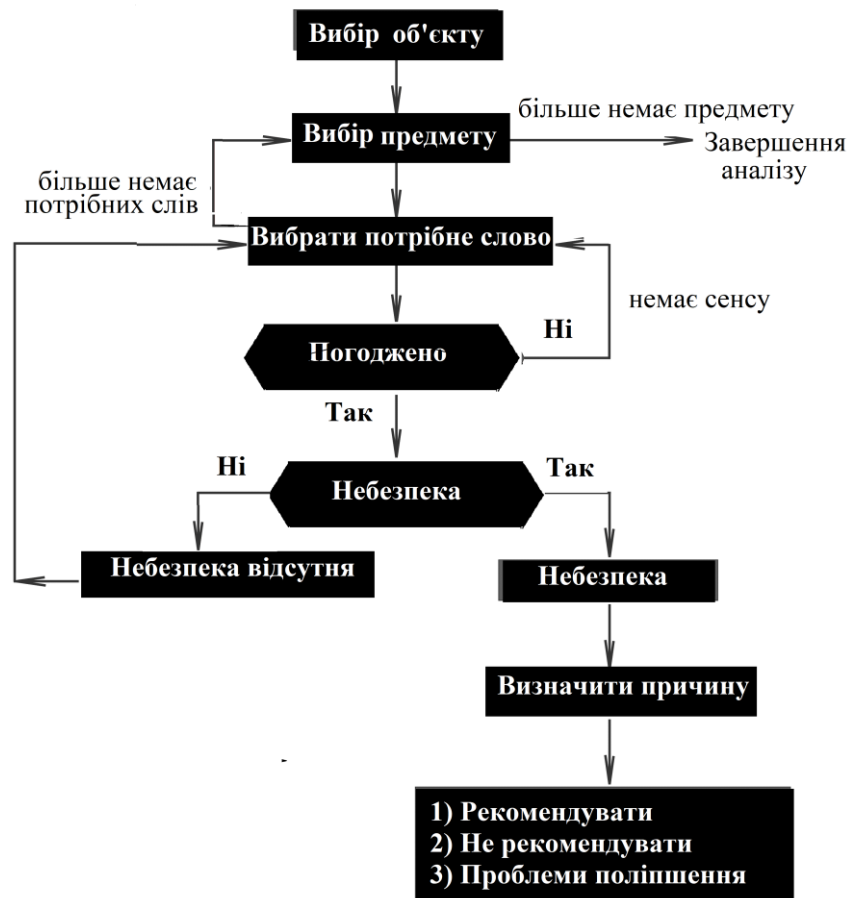 Вибір об'єкту
більше немає предмету
Вибір предмету
Завершення
аналізу
більше немає
потрібних слів
Вибрати потрібне слово
немає сенсу
Ні
Погоджено
Так
Ні
Так
Небезпека
Небезпека відсутня
Небезпека
Визначити причину
1) Рекомендувати
2) Не рекомендувати
3) Проблеми поліпшення